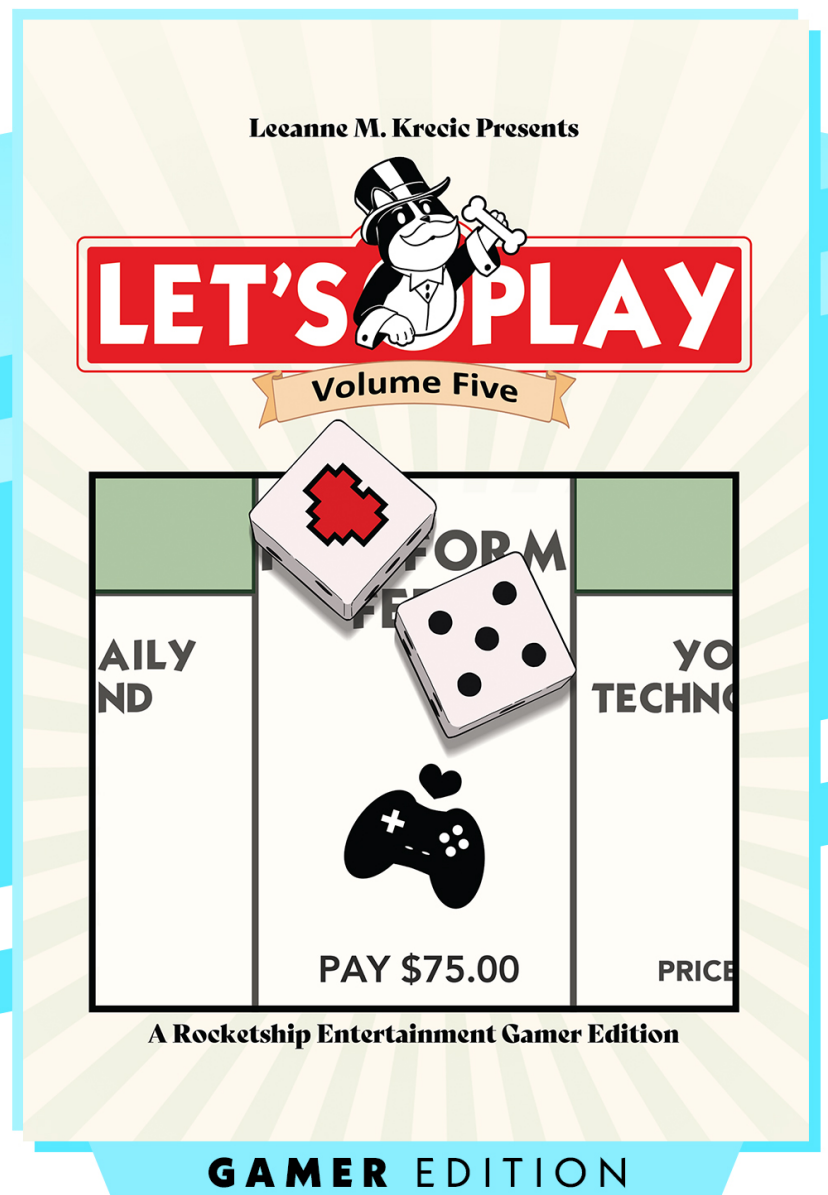 Leeanne M. Krecic Presents
LET'S PLAY
Volume Five
FORM
AILY
ND
YO
TECHNO
PAY $75.00
PRICE
A Rocketship Entertainment Gamer Edition
GAMER EDITION